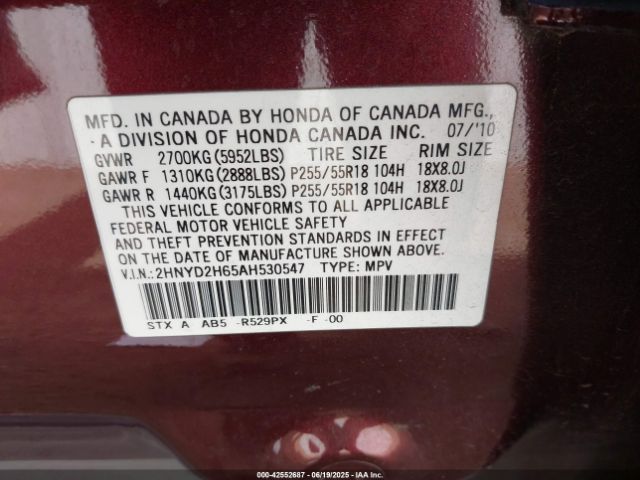 MFD. IN CANADA BY HONDA OF CANADA MFG.,
A DIVISION OF HONDA CANADA INC. 07/'10
GVWR 2700KG(5952LBS) TIRE SIZE RIM SIZE
GAWR F 1310KG(2888LBS) P255/55R18 104H 18X8.0J
GAWR R 1440KG(3175LBS) P255/55R18 104H 18X8.0J
THIS VEHICLE CONFORMS TO ALL APPLICABLE
FEDERAL MOTOR VEHICLE SAFETY
AND THEFT PREVENTION STANDARDS IN EFFECT
ON THE DATE OF MANUFACTURE SHOWN ABOVE.
V.I.N.:2HNYD2H65AH530547 TYPE: MPV
STX A AB5 -R529PX -F -00
000-42552687 - 06/19/2025 - IAAI.COM